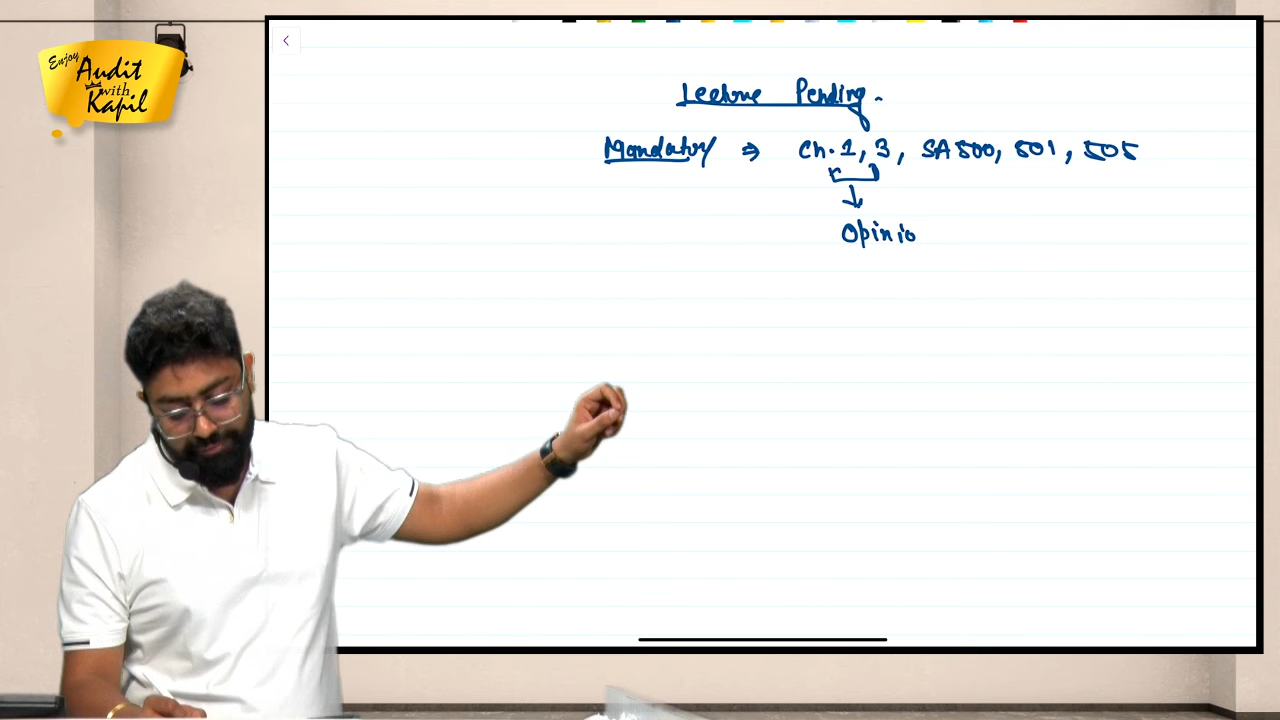 Enjoy
Audit
with
Kapil
Lecture Pending.
Mandatory ⇒ Ch. 1, 3, SA 500, 501, 505
↓
Opinio